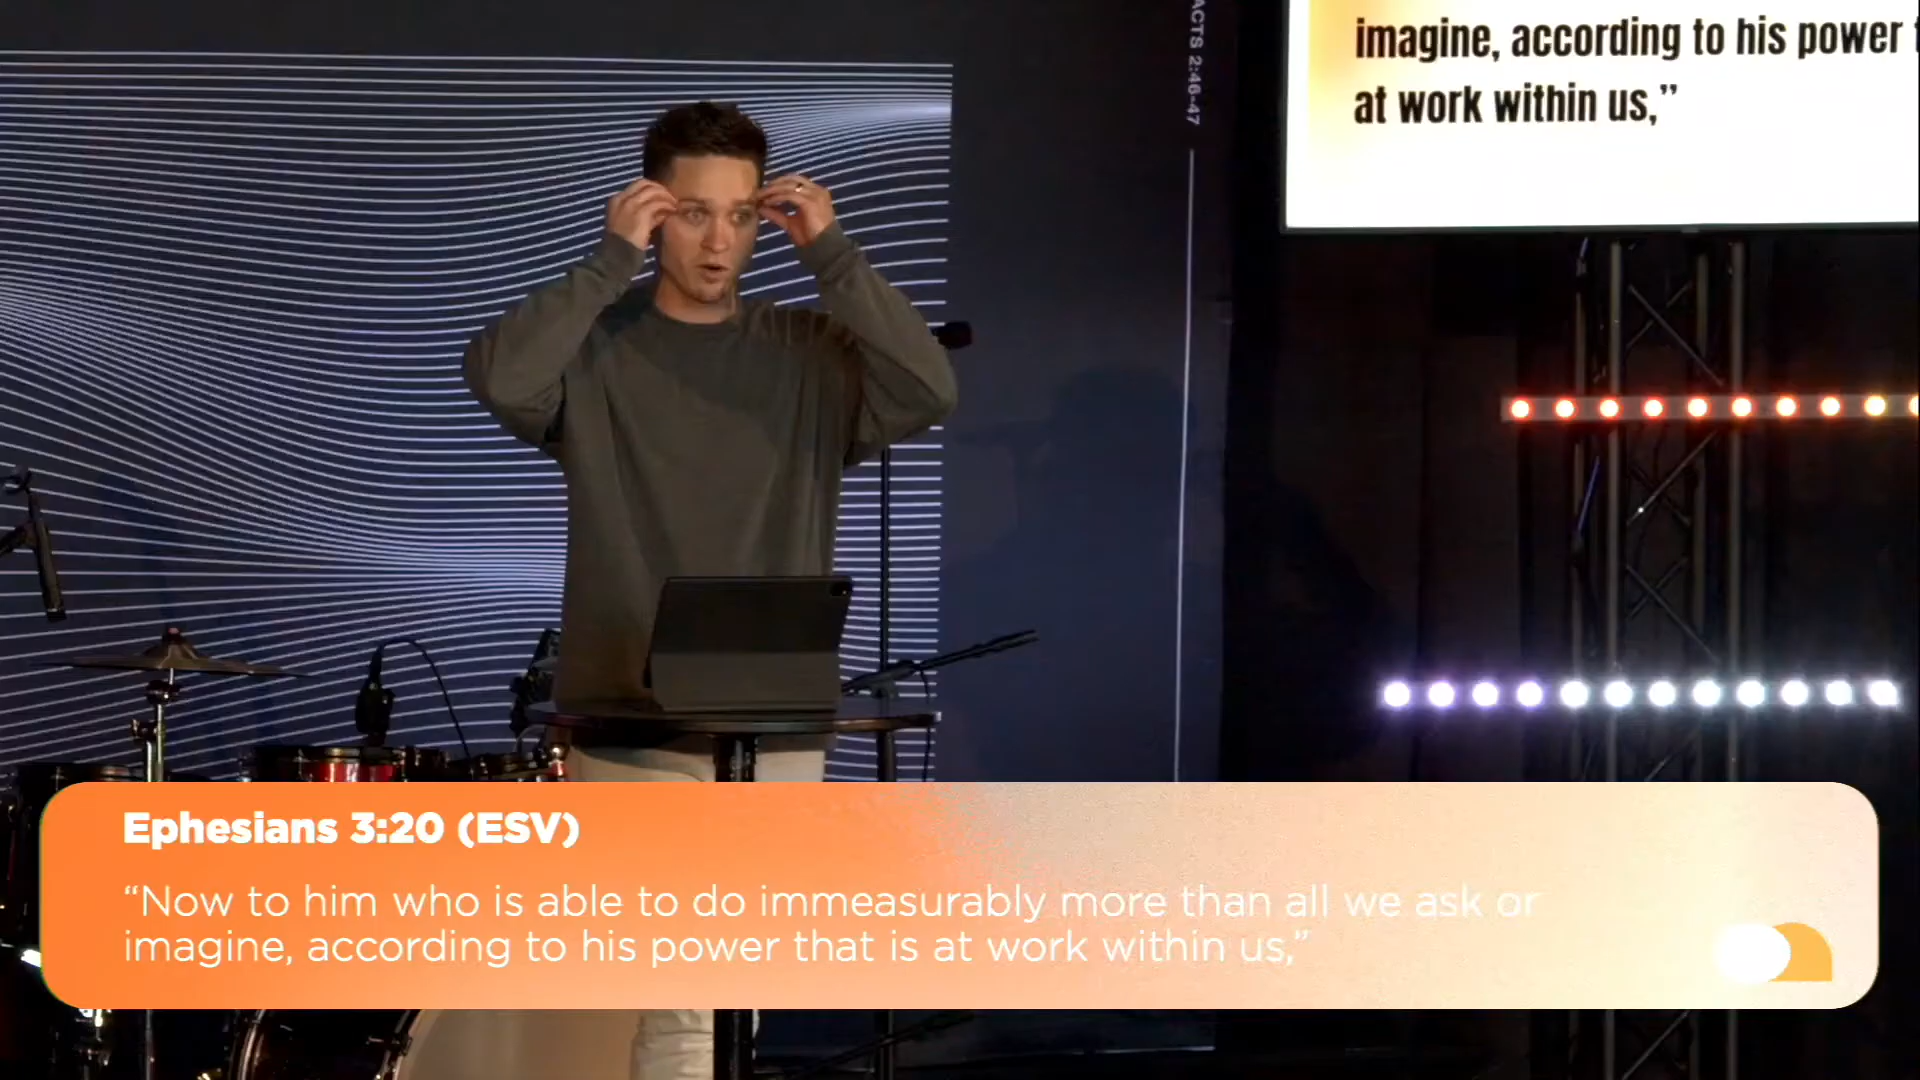 ACTS 2:46-47
imagine, according to his power
at work within us,”
Ephesians 3:20 (ESV)
“Now to him who is able to do immeasurably more than all we ask or
imagine, according to his power that is at work within us,”